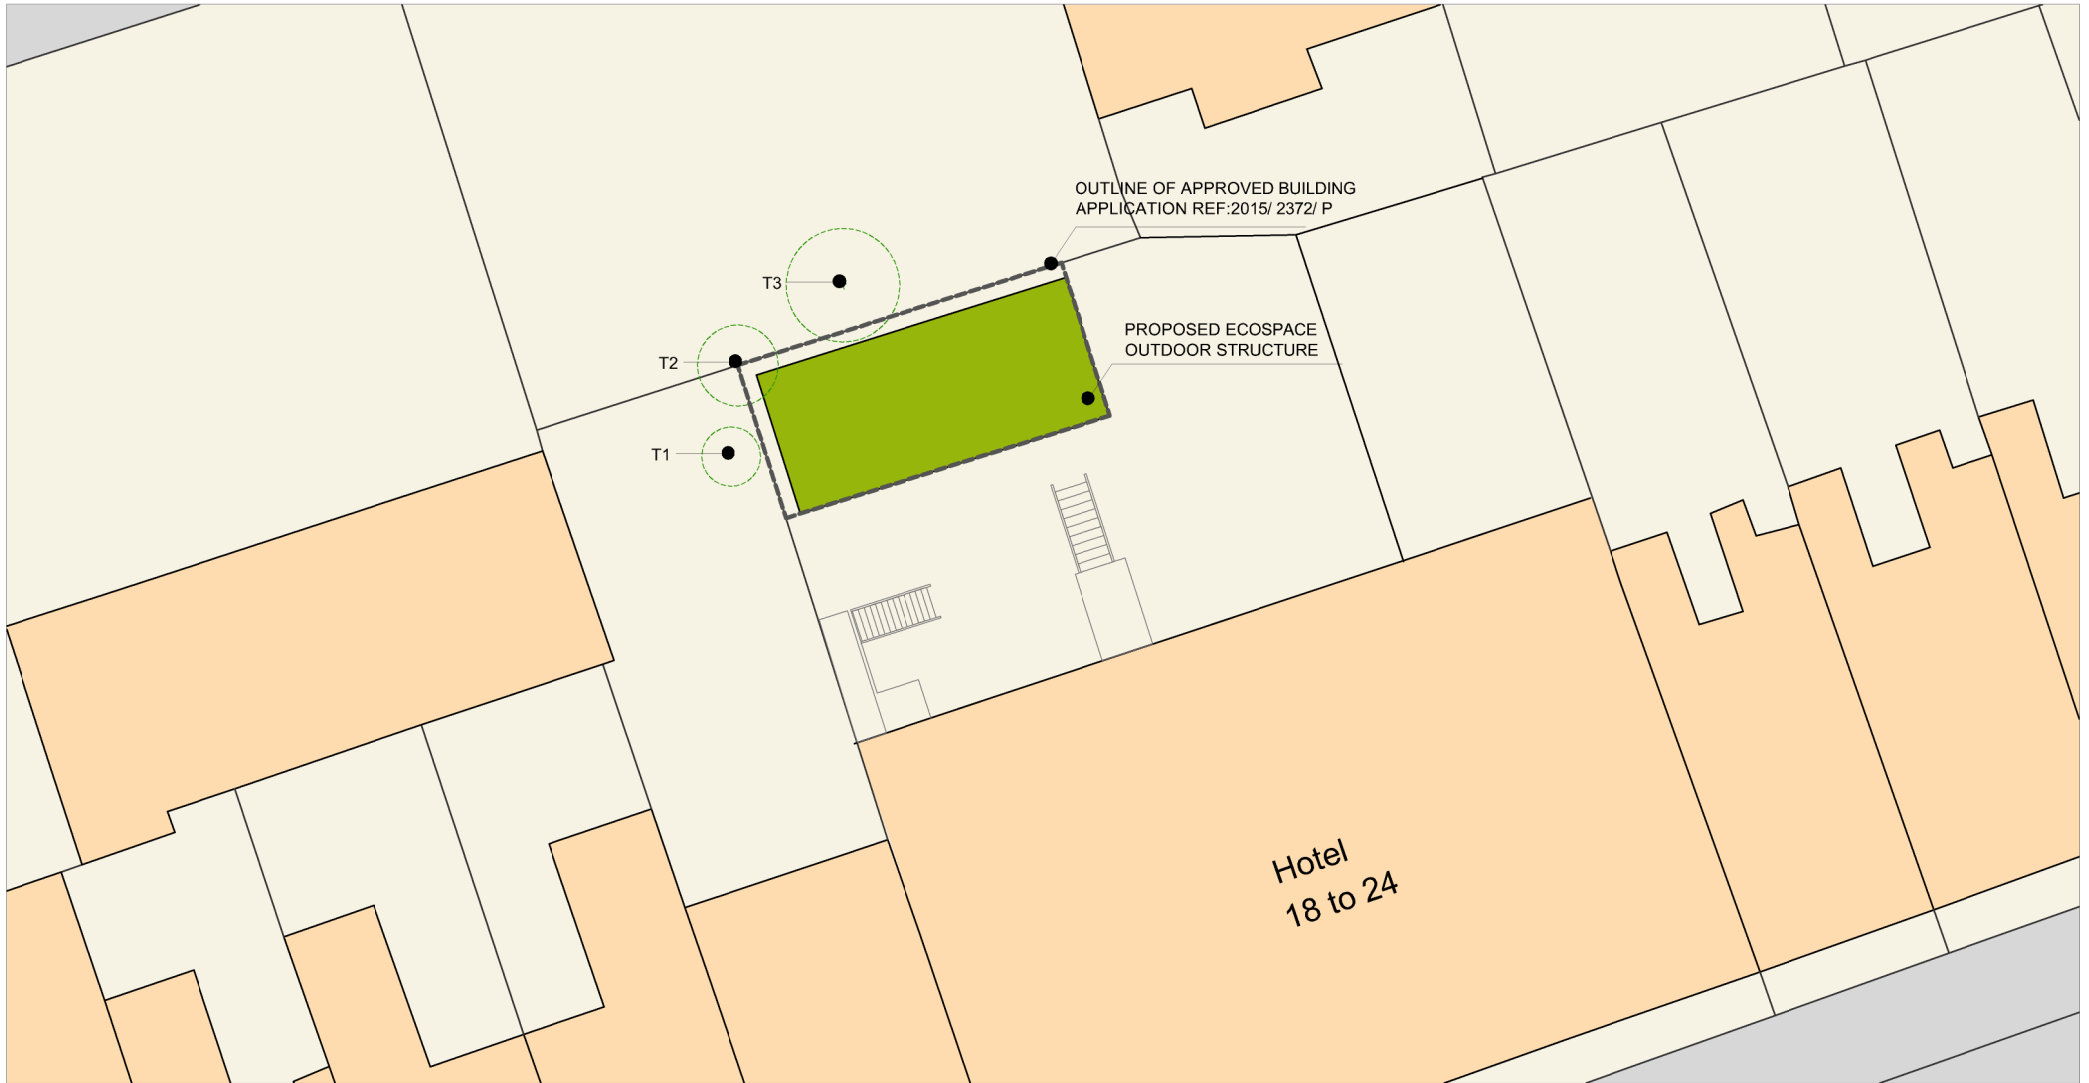 OUTLINE OF APPROVED BUILDING
APPLICATION REF:2015/ 2372/ P
T3
PROPOSED ECOSPACE
OUTDOOR STRUCTURE
T2
T1
Hotel
18 to 24